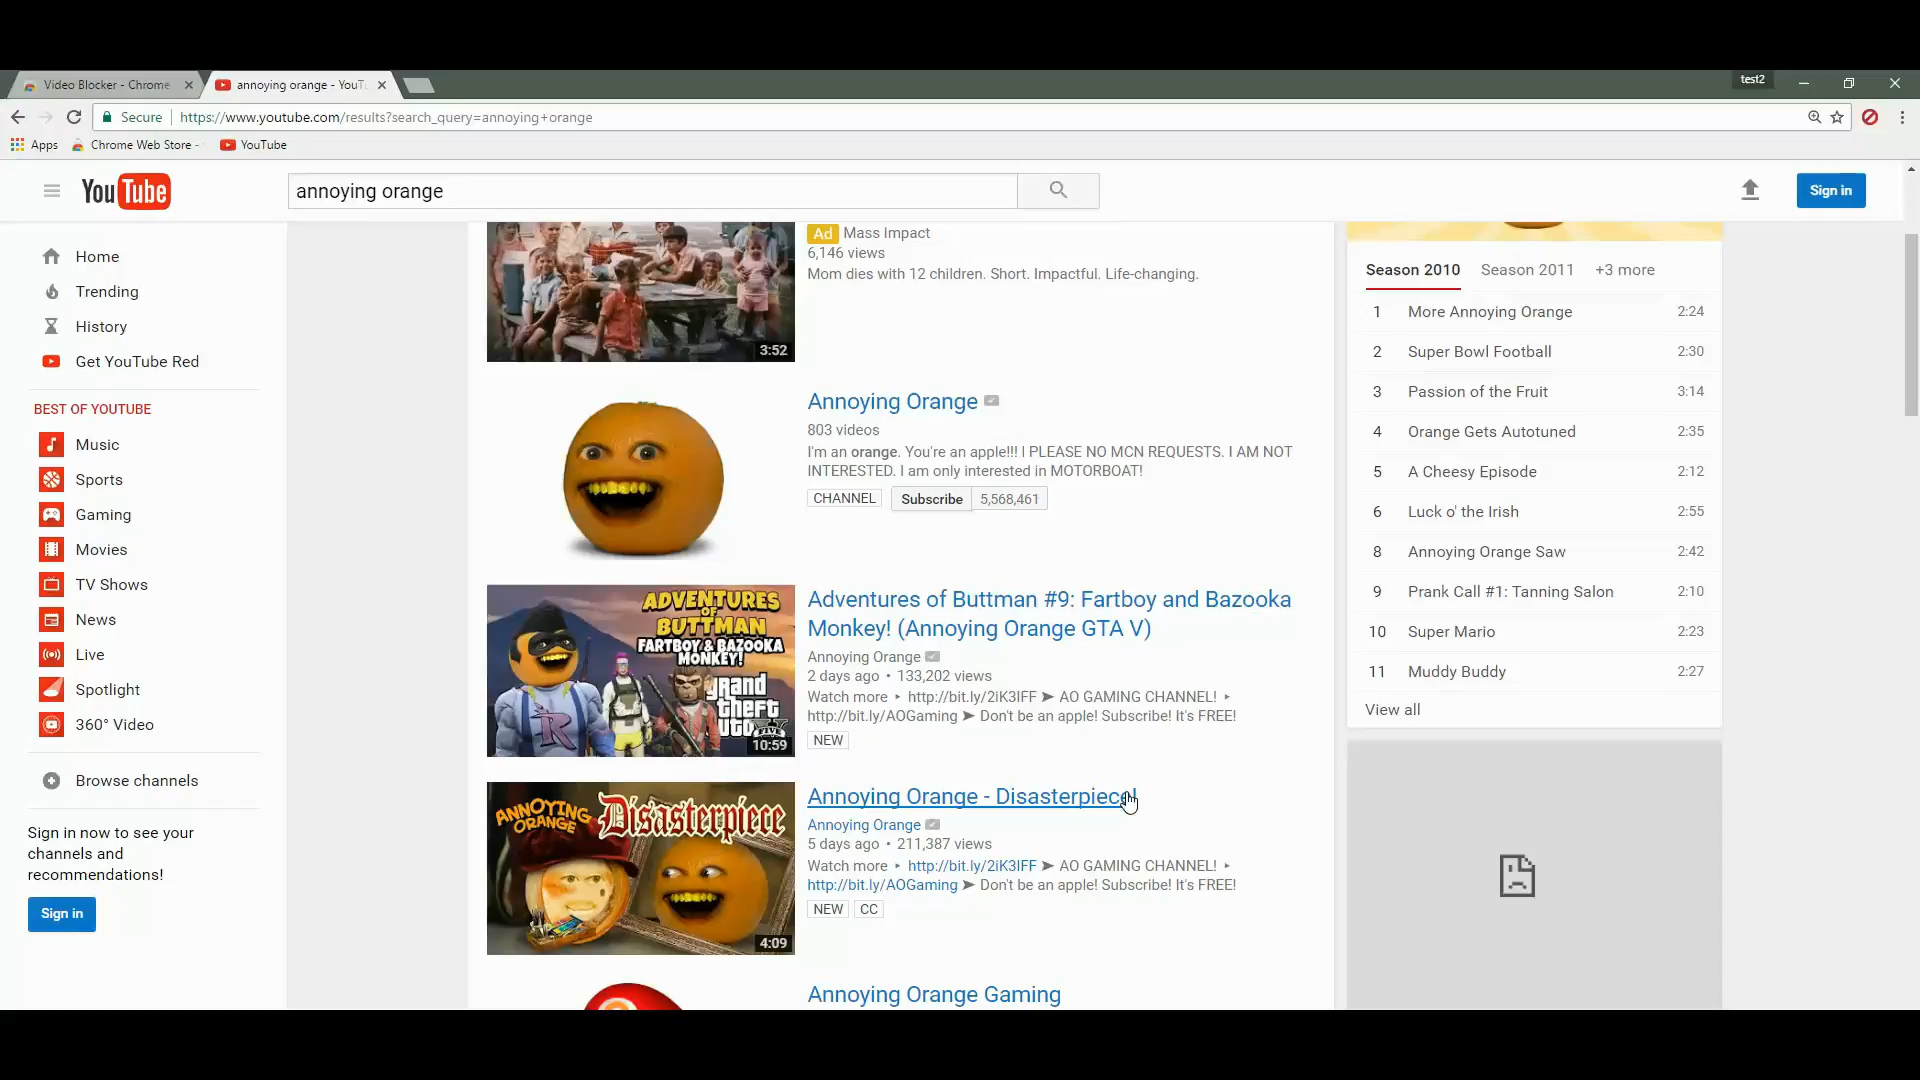 Video Blocker - Chrome
annoying orange - YouT
test2
Secure
https://www.youtube.com/results?search_query=annoying+orange
Apps
Chrome Web Store -
YouTube
YouTube
annoying orange
Sign in
Home
Trending
History
Get YouTube Red
BEST OF YOUTUBE
Music
Sports
Gaming
Movies
TV Shows
News
Live
Spotlight
360° Video
Browse channels
Sign in now to see your
channels and
recommendations!
Sign in
3:52
Ad Mass Impact
6,146 views
Mom dies with 12 children. Short. Impactful. Life-changing.
Annoying Orange
803 videos
I'm an orange. You're an apple!!! I PLEASE NO MCN REQUESTS. I AM NOT
INTERESTED. I am only interested in MOTORBOAT!
CHANNEL
Subscribe 5,568,461
ADVENTURES
OF
BUTTMAN
FARTBOY & BAZOOKA
MONKEY!
grand
theft
auto
FIVE
R
10:59
Adventures of Buttman #9: Fartboy and Bazooka
Monkey! (Annoying Orange GTA V)
Annoying Orange
2 days ago • 133,202 views
Watch more ‣ http://bit.ly/2iK3IFF ➤ AO GAMING CHANNEL! ‣
http://bit.ly/AOGaming ➤ Don't be an apple! Subscribe! It's FREE!
NEW
ANNOYING
ORANGE
Disasterpiece
4:09
Annoying Orange - Disasterpiece!
Annoying Orange
5 days ago • 211,387 views
Watch more ‣ http://bit.ly/2iK3IFF ➤ AO GAMING CHANNEL! ‣
http://bit.ly/AOGaming ➤ Don't be an apple! Subscribe! It's FREE!
NEW CC
Annoying Orange Gaming
Season 2010 Season 2011 +3 more
1 More Annoying Orange 2:24
2 Super Bowl Football 2:30
3 Passion of the Fruit 3:14
4 Orange Gets Autotuned 2:35
5 A Cheesy Episode 2:12
6 Luck o' the Irish 2:55
8 Annoying Orange Saw 2:42
9 Prank Call #1: Tanning Salon 2:10
10 Super Mario 2:23
11 Muddy Buddy 2:27
View all